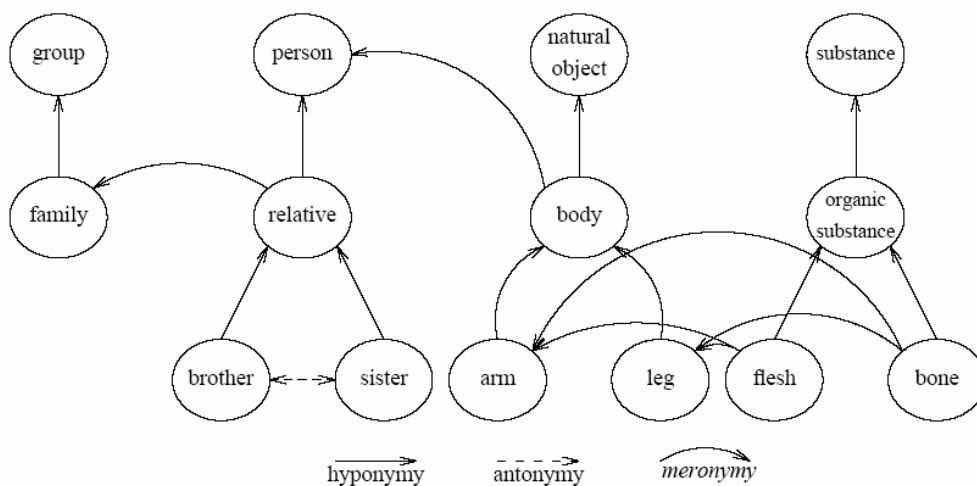 group
person
natural
object
substance
family
relative
body
organic
substance
brother
sister
arm
leg
flesh
bone
hyponymy
antonymy
meronymy